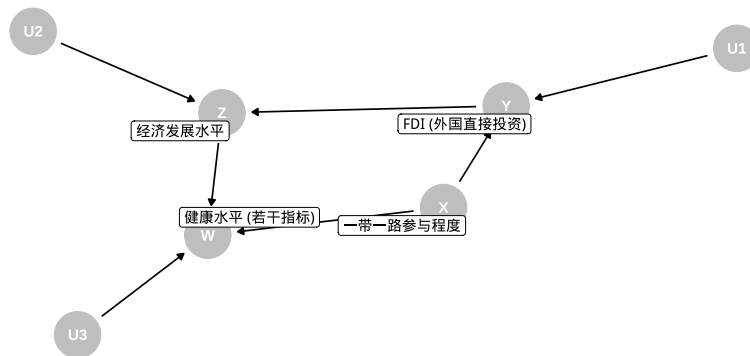 U2
U1
Z
Y
经济发展水平
FDI (外国直接投资)
X
健康水平 (若干指标)
一带一路参与程度
W
U3